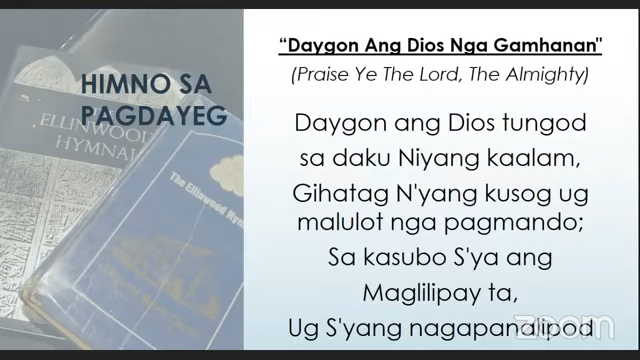 HIMNO SA
PAGDAYEG
ELLINWOOD
HYMNAL
The Ellinwood
“Daygon Ang Dios Nga Gamhanan"
(Praise Ye The Lord, The Almighty)
Daygon ang Dios tungod
sa daku Niyang kaalam,
Gihatag N'yang kusog ug
malulot nga pagmando;
Sa kasubo S'ya ang
Maglilipay ta,
Ug S'yang nagapanalipod
zoom